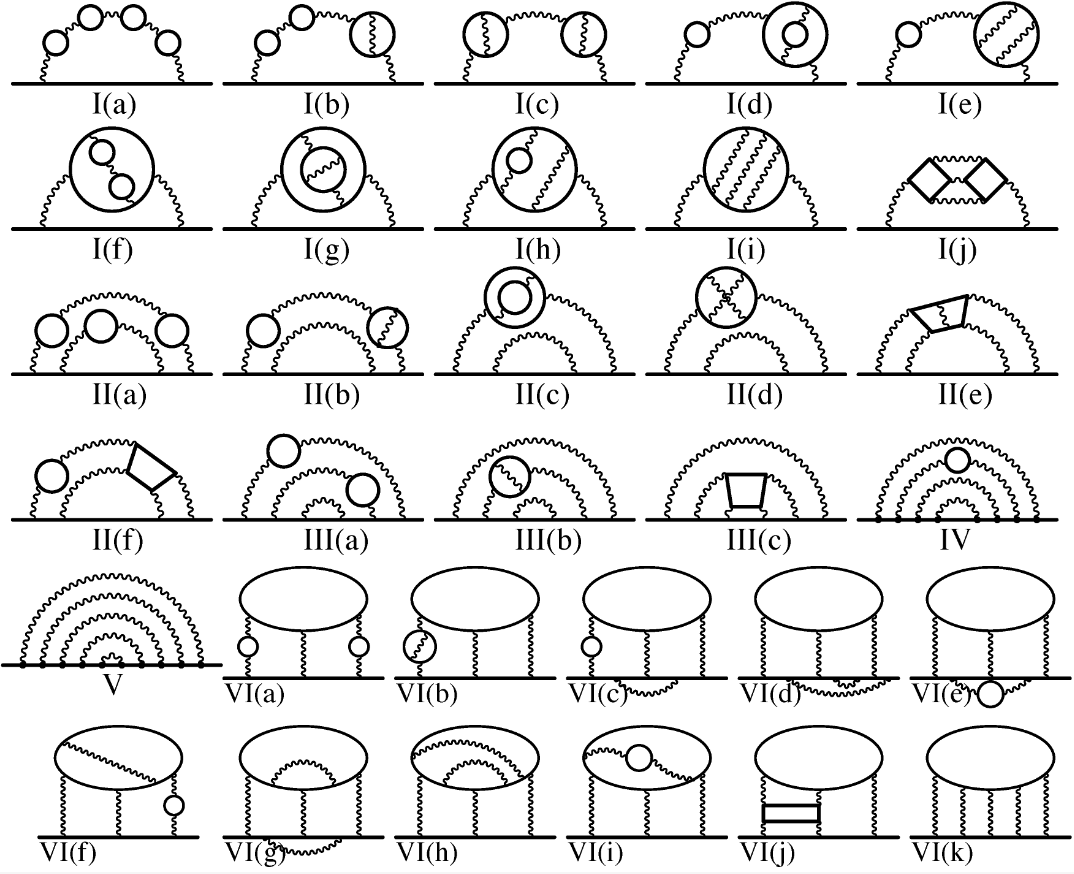 I(a) I(b) I(c) I(d) I(e)
I(f) I(g) I(h) I(i) I(j)
II(a) II(b) II(c) II(d) II(e)
II(f) III(a) III(b) III(c) IV
V VI(a) VI(b) VI(c) VI(d) VI(e)
VI(f) VI(g) VI(h) VI(i) VI(j) VI(k)